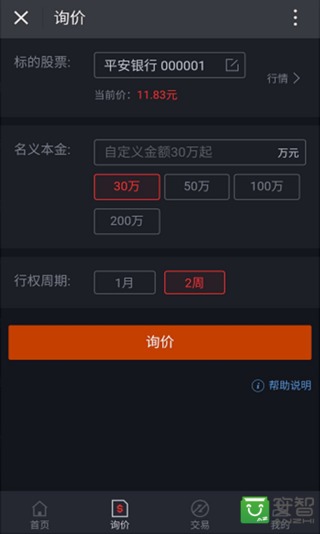 询价
标的股票: 平安银行 000001
行情
当前价: 11.83元
名义本金: 自定义金额30万起 万元
30万 50万 100万
200万
行权周期: 1月 2周
询价
帮助说明
首页 询价 交易 我的
安智